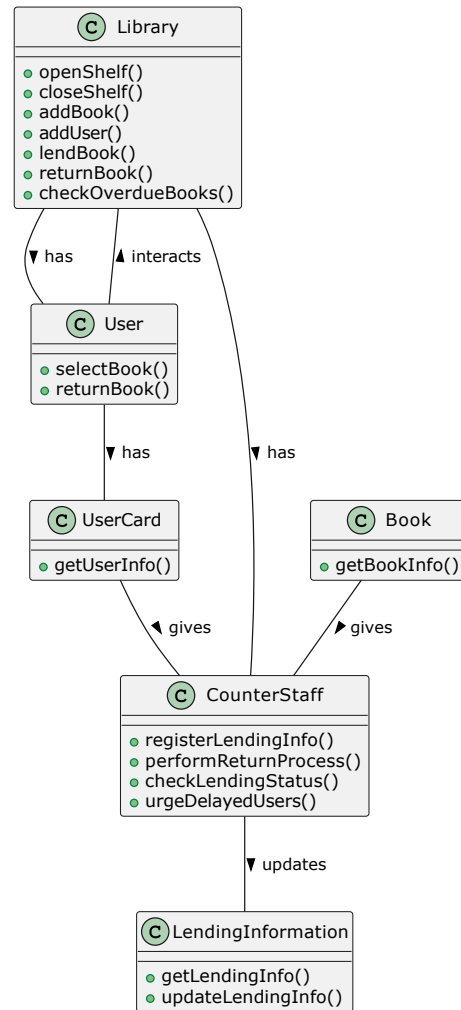 C Library
openShelf()
closeShelf()
addBook()
addUser()
lendBook()
returnBook()
checkOverdueBooks()
has
interacts
C User
selectBook()
returnBook()
has
has
C UserCard
getUserInfo()
C Book
getBookInfo()
gives
gives
C CounterStaff
registerLendingInfo()
performReturnProcess()
checkLendingStatus()
urgeDelayedUsers()
updates
C LendingInformation
getLendingInfo()
updateLendingInfo()